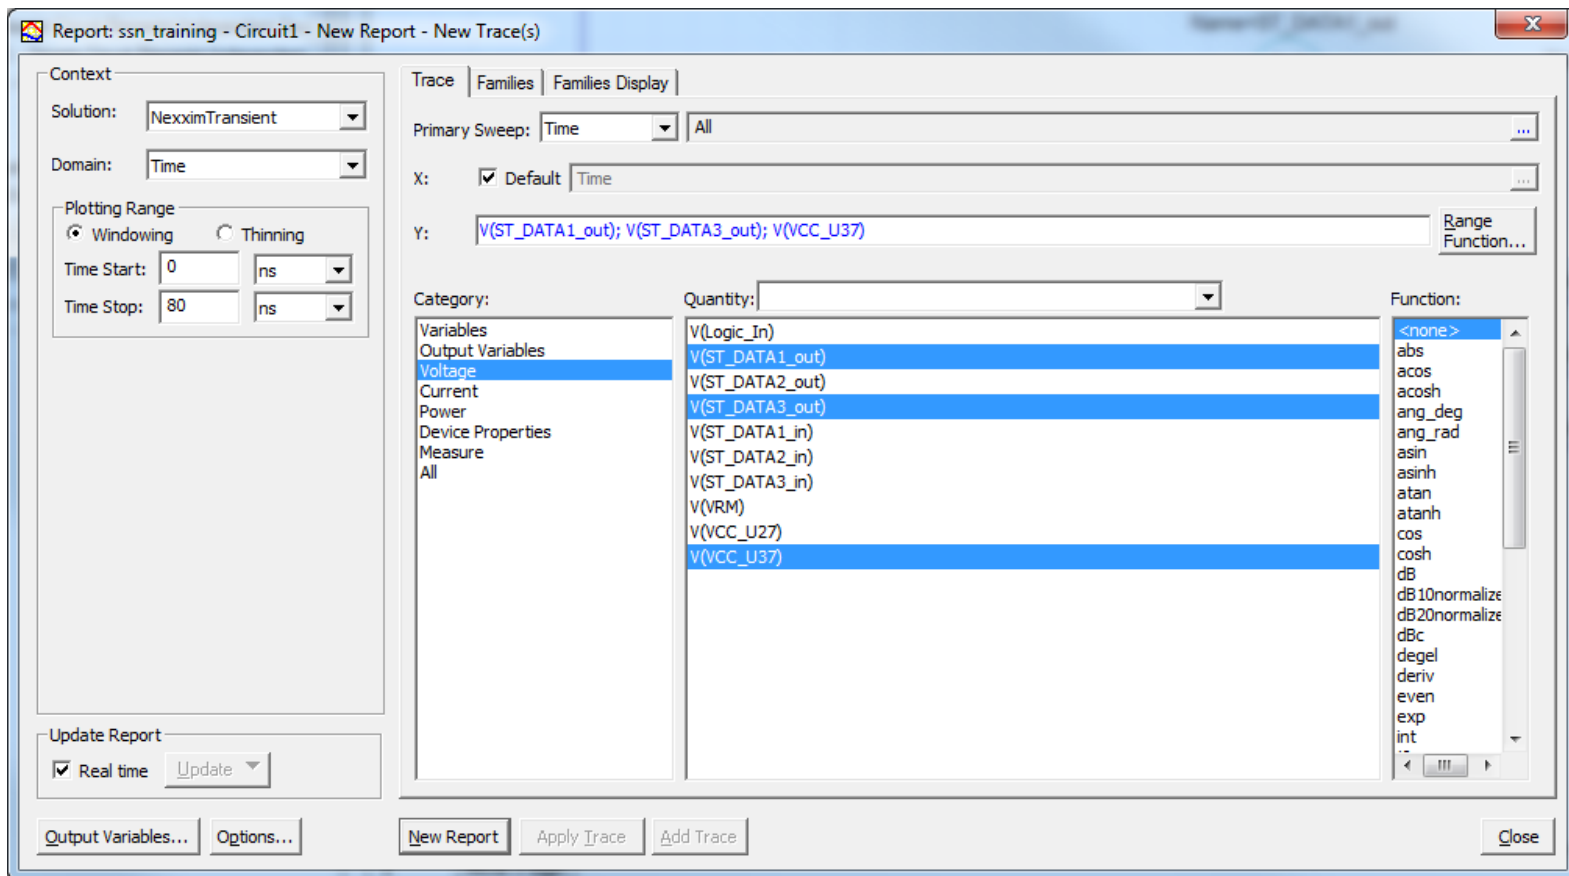 Report: ssn_training - Circuit1 - New Report - New Trace(s)
Context
Solution: NexximTransient
Domain: Time
Plotting Range
Windowing Thinning
Time Start: 0 ns
Time Stop: 80 ns
Update Report
Real time Update
Output Variables... Options...
Trace Families Families Display
Primary Sweep: Time All ...
X: Default Time ...
Y: V(ST_DATA1_out); V(ST_DATA3_out); V(VCC_U37) Range Function...
Category:
Variables
Output Variables
Voltage
Current
Power
Device Properties
Measure
All
Quantity:
V(Logic_In)
V(ST_DATA1_out)
V(ST_DATA2_out)
V(ST_DATA3_out)
V(ST_DATA1_in)
V(ST_DATA2_in)
V(ST_DATA3_in)
V(VRM)
V(VCC_U27)
V(VCC_U37)
Function:
<none>
abs
acos
acosh
ang_deg
ang_rad
asin
asinh
atan
atanh
cos
cosh
dB
dB10normalize
dB20normalize
dBc
degel
deriv
even
exp
int
New Report Apply Trace Add Trace Close